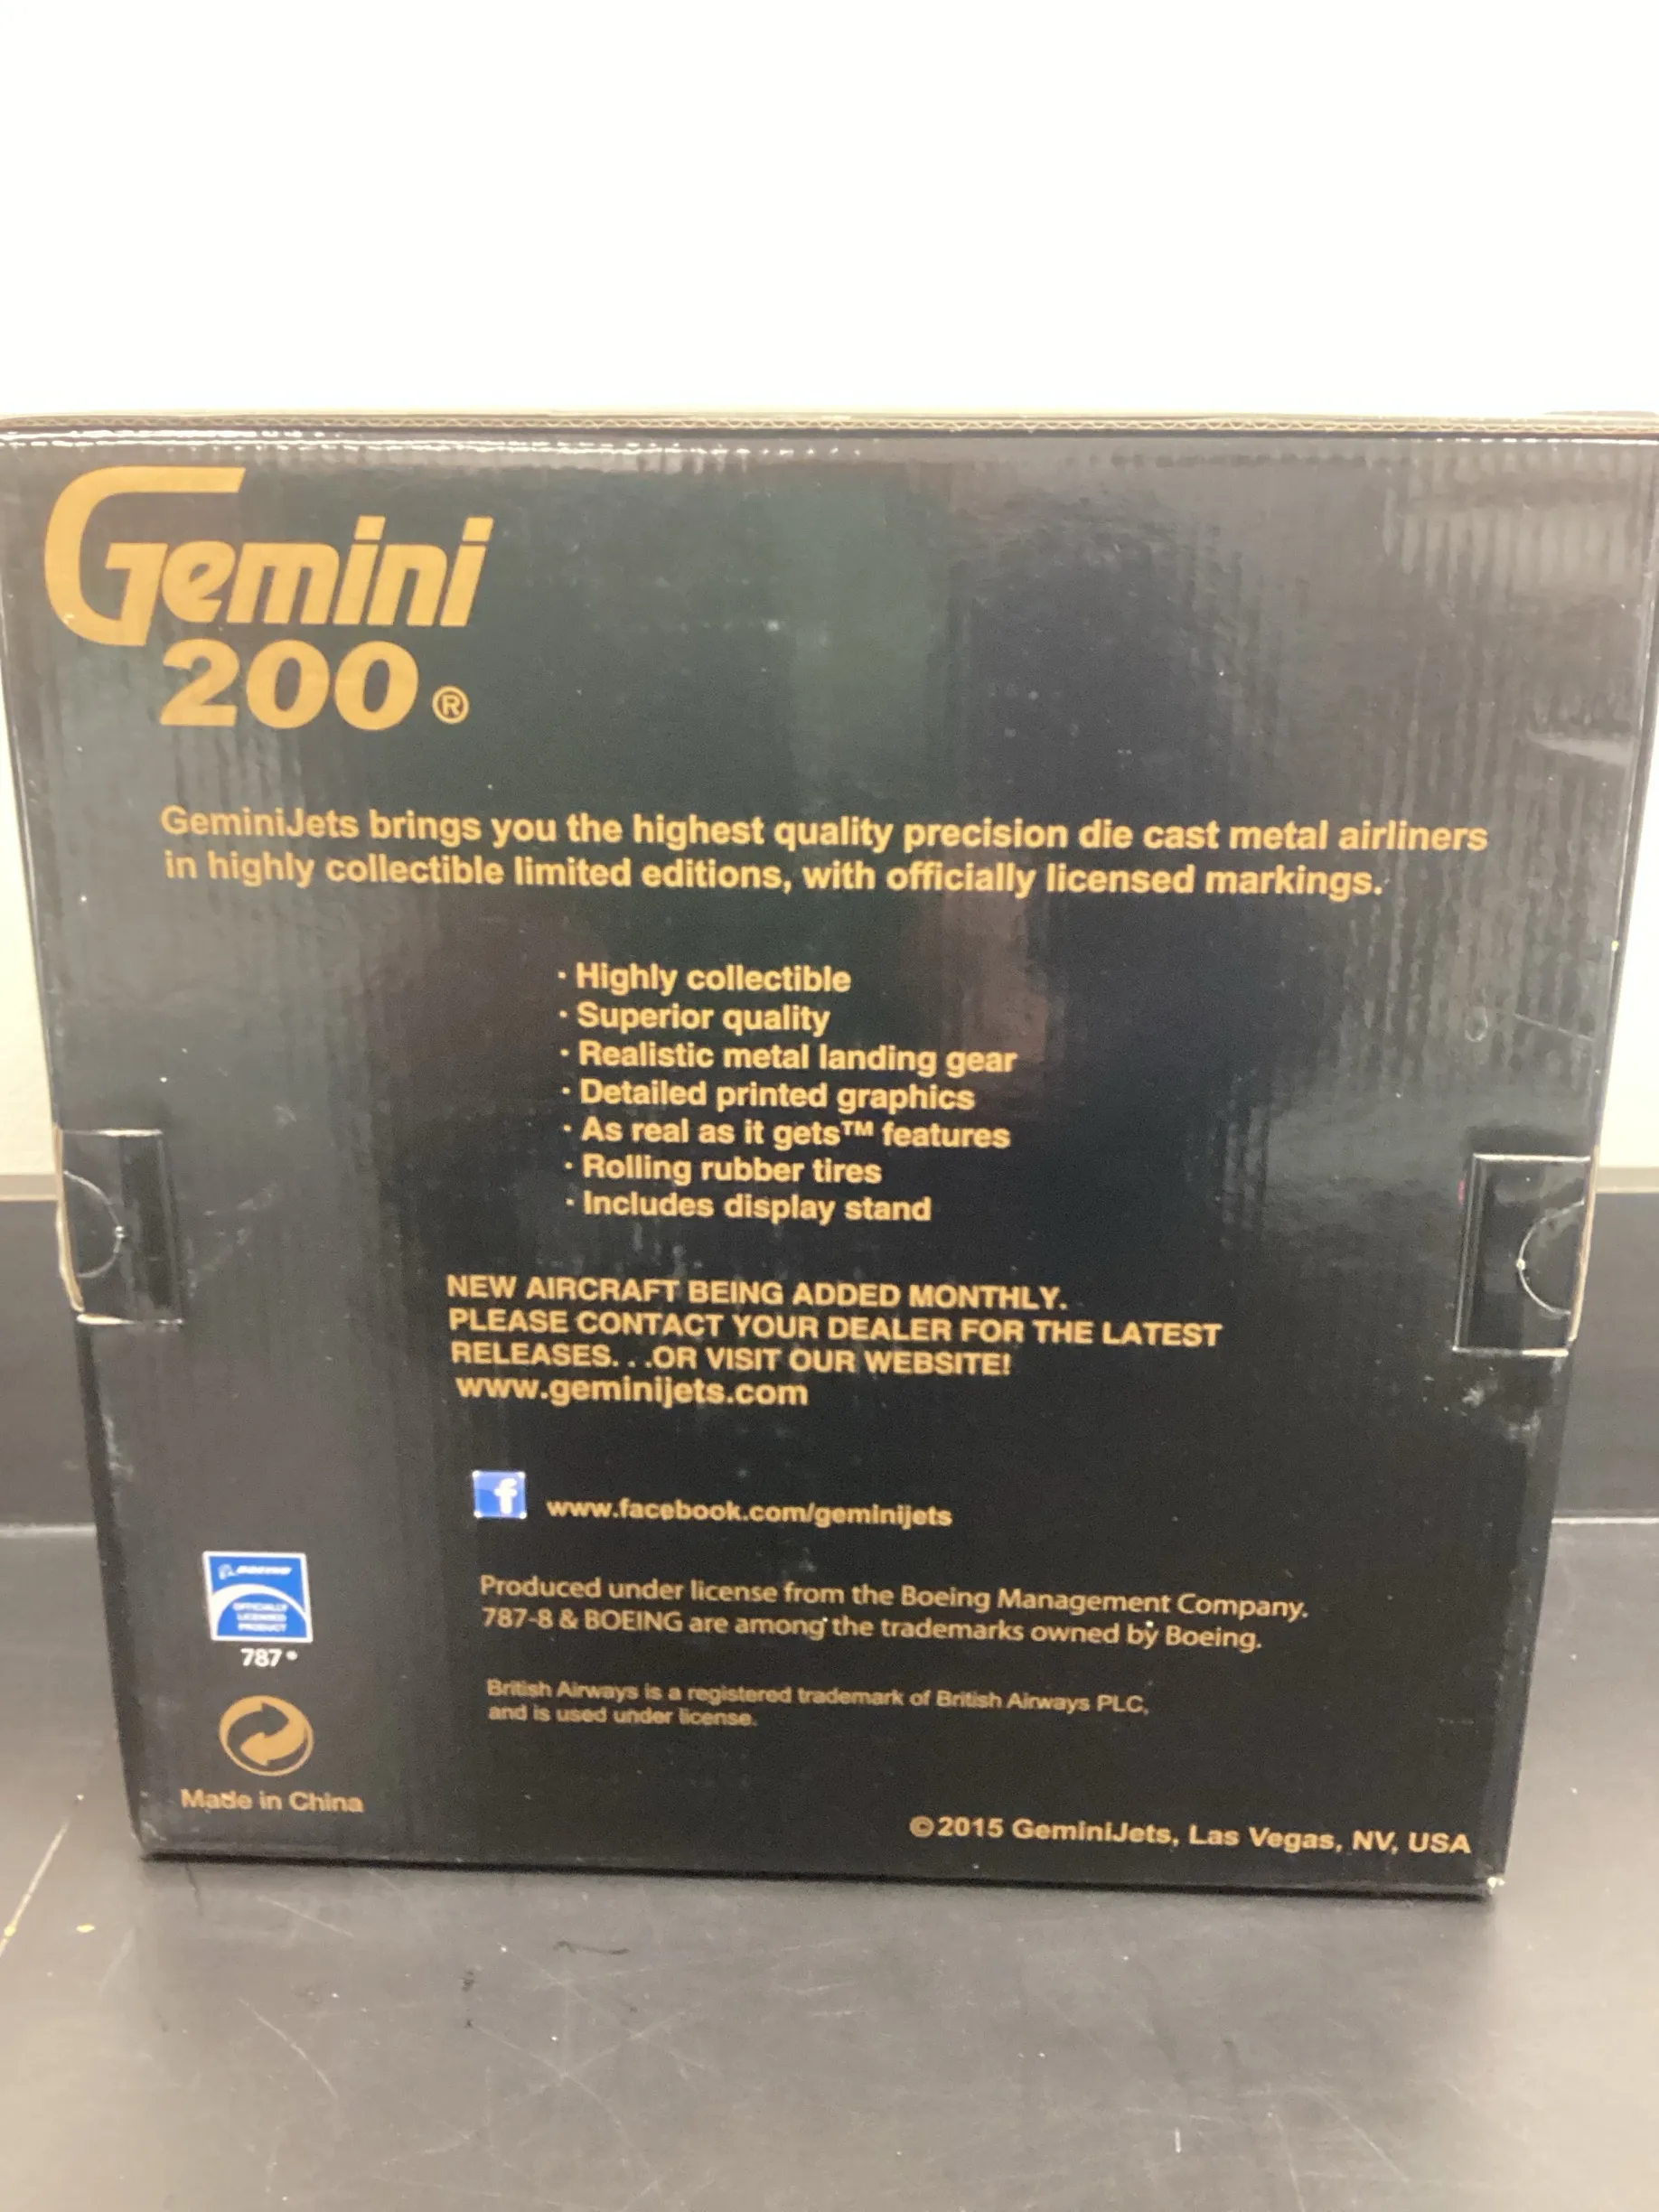 Gemini
200®
GeminiJets brings you the highest quality precision die cast metal airliners
in highly collectible limited editions, with officially licensed markings.
· Highly collectible
· Superior quality
· Realistic metal landing gear
· Detailed printed graphics
· As real as it gets™ features
· Rolling rubber tires
· Includes display stand
NEW AIRCRAFT BEING ADDED MONTHLY.
PLEASE CONTACT YOUR DEALER FOR THE LATEST
RELEASES. . .OR VISIT OUR WEBSITE!
www.geminijets.com
f www.facebook.com/geminijets
BOEING
OFFICIALLY
LICENSED
PRODUCT
787®
Produced under license from the Boeing Management Company.
787-8 & BOEING are among the trademarks owned by Boeing.
British Airways is a registered trademark of British Airways PLC,
and is used under license.
Made in China
©2015 GeminiJets, Las Vegas, NV, USA